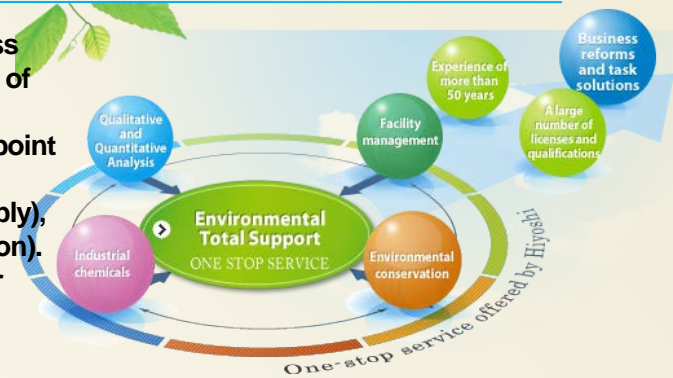 ss
of
point
ply),
on).
Qualitative
and
Quantitative
Analysis
Facility
management
Experience of
more than
50 years
Business
reforms
and task
solutions
A large
number of
licenses and
qualifications
Environmental
Total Support
ONE STOP SERVICE
Industrial
chemicals
Environmental
conservation
One-stop service offered by Hiyoshi